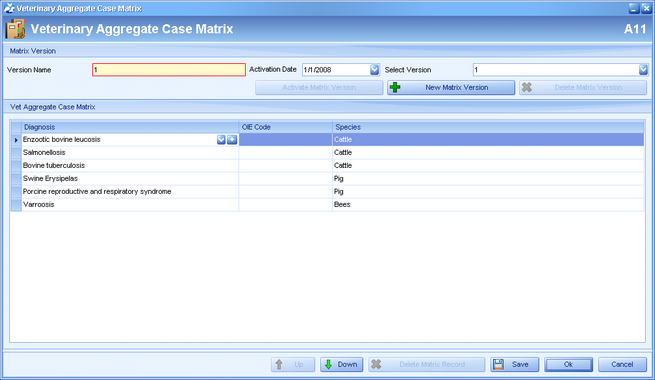 Veterinary Aggregate Case Matrix
Veterinary Aggregate Case Matrix A11
Matrix Version
Version Name 1 Activation Date 1/1/2008 Select Version 1
Activate Matrix Version New Matrix Version Delete Matrix Version
Vet Aggregate Case Matrix
Diagnosis OIE Code Species
Enzootic bovine leucosis Cattle
Salmonellosis Cattle
Bovine tuberculosis Cattle
Swine Erysipelas Pig
Porcine reproductive and respiratory syndrome Pig
Varroosis Bees
Up Down Delete Matrix Record Save Ok Cancel